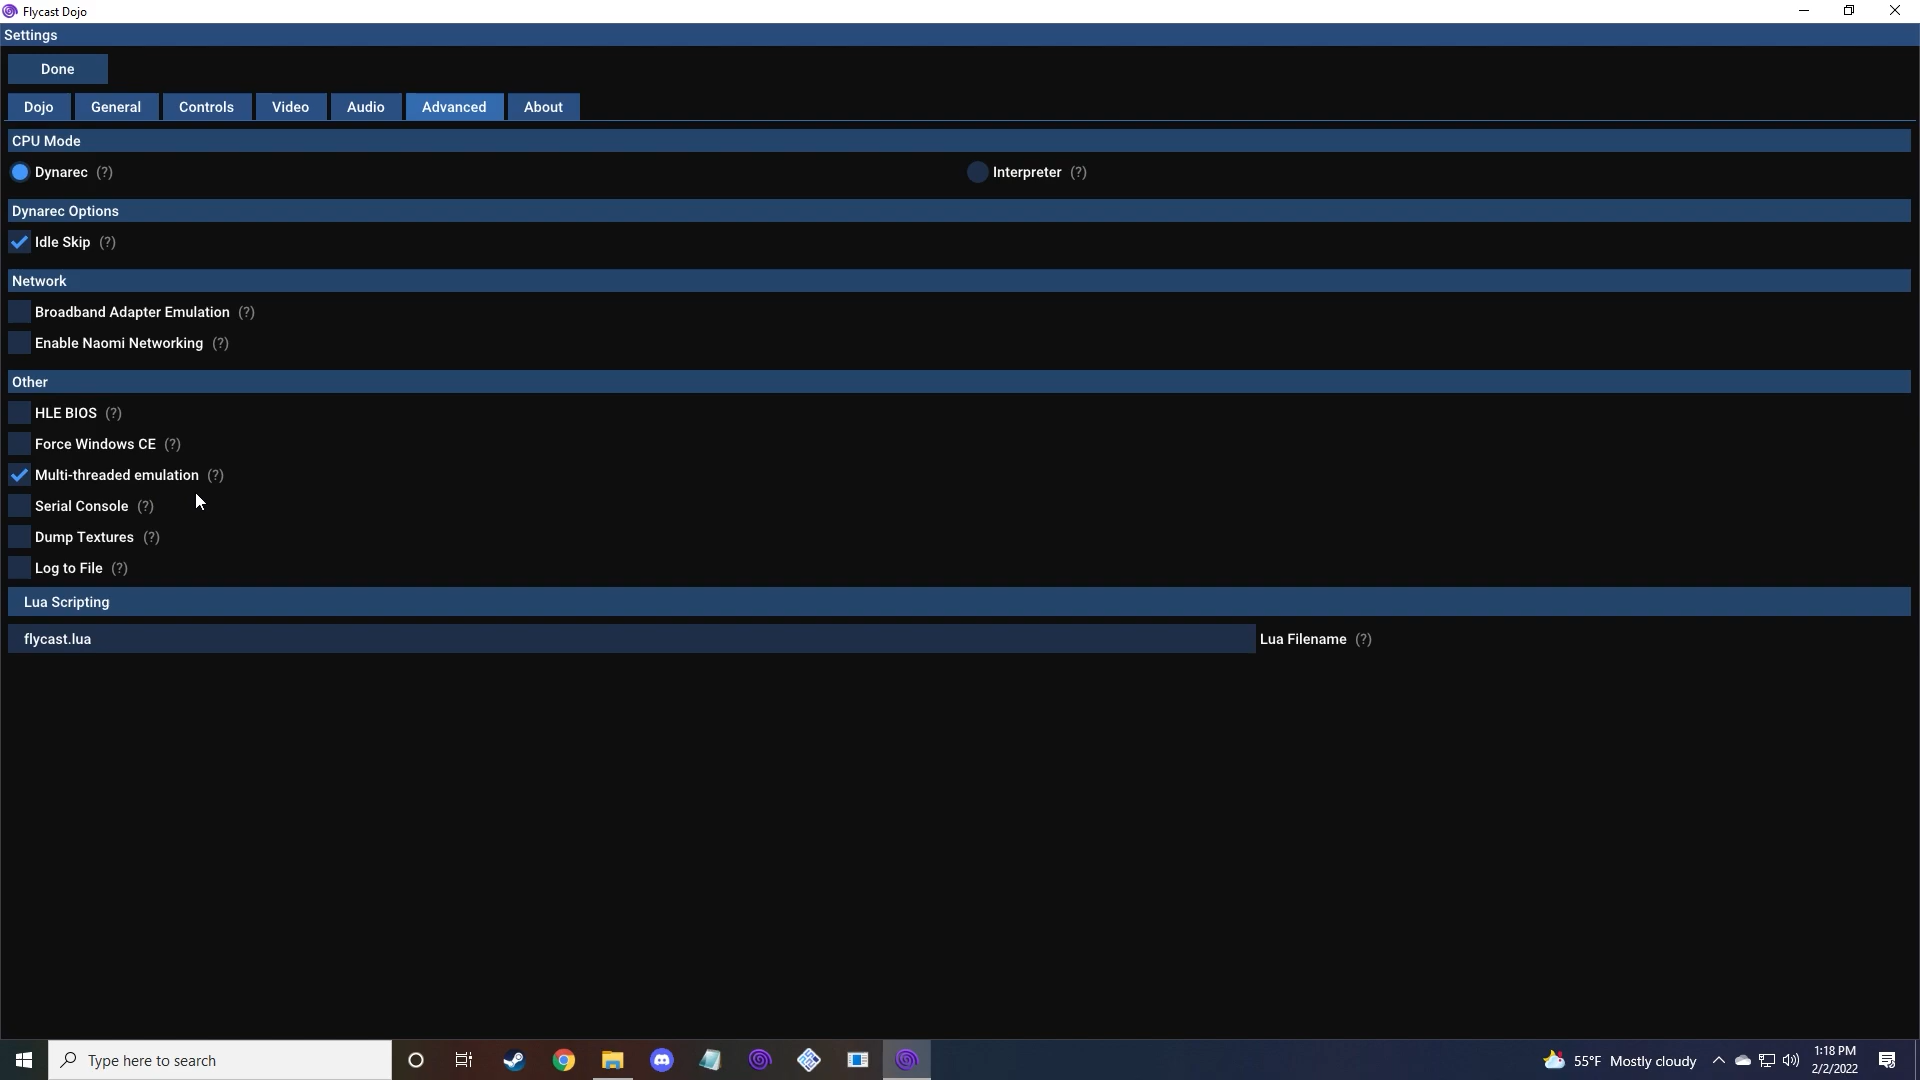 Flycast Dojo
Settings
Done
Dojo General Controls Video Audio Advanced About
CPU Mode
Dynarec (?) Interpreter (?)
Dynarec Options
Idle Skip (?)
Network
Broadband Adapter Emulation (?)
Enable Naomi Networking (?)
Other
HLE BIOS (?)
Force Windows CE (?)
Multi-threaded emulation (?)
Serial Console (?)
Dump Textures (?)
Log to File (?)
Lua Scripting
flycast.lua Lua Filename (?)
Type here to search
55°F Mostly cloudy
1:18 PM
2/2/2022